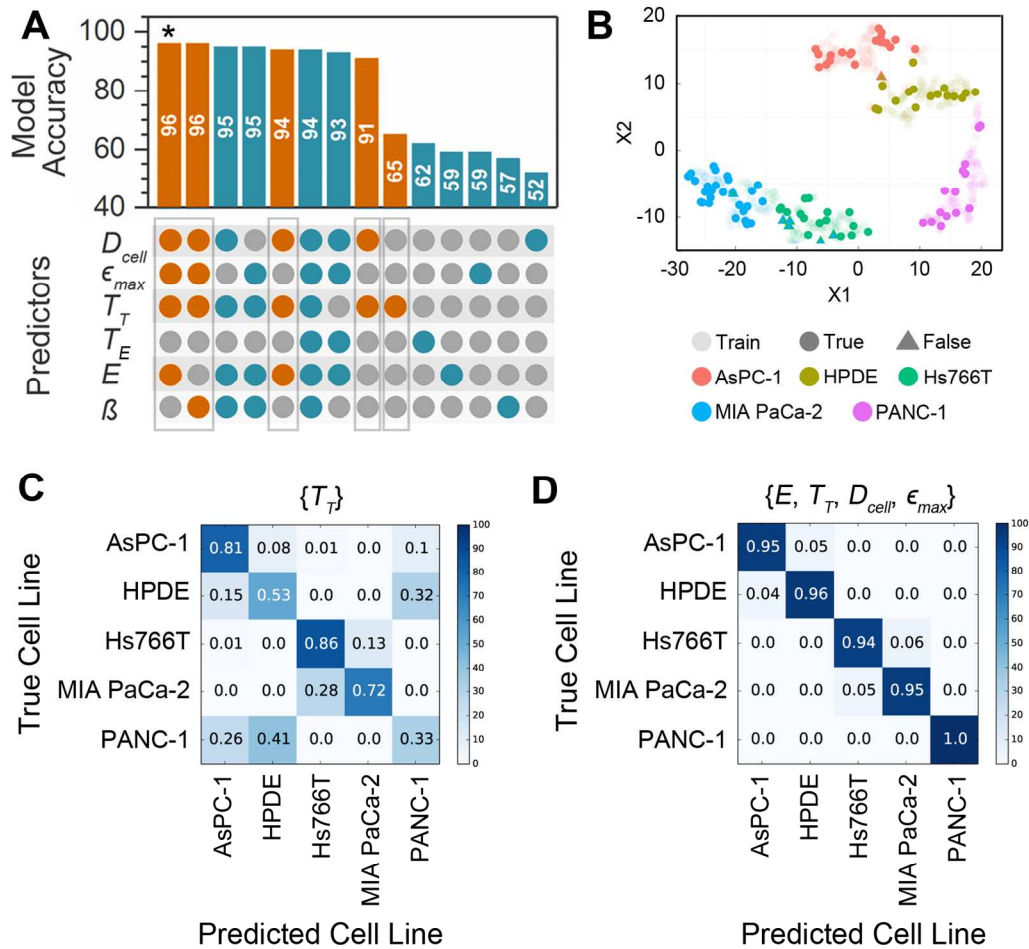 A
Model
Accuracy
100
80
60
40
*
96 96 95 95 94 94 93 91 65 62 59 59 57 52
Predictors
D cell
ϵ max
T T
T E
E
ß
B
X2
20
10
0
-10
-30 -20 -10 0 10 20
X1
Train True False
AsPC-1 HPDE Hs766T
MIA PaCa-2 PANC-1
C
{T T}
True Cell Line
AsPC-1 0.81 0.08 0.01 0.0 0.1
HPDE 0.15 0.53 0.0 0.0 0.32
Hs766T 0.01 0.0 0.86 0.13 0.0
MIA PaCa-2 0.0 0.0 0.28 0.72 0.0
PANC-1 0.26 0.41 0.0 0.0 0.33
100
90
80
70
60
50
40
30
20
10
0
AsPC-1 HPDE Hs766T MIA PaCa-2 PANC-1
Predicted Cell Line
D
{E, T T, D cell, ϵ max}
True Cell Line
AsPC-1 0.95 0.05 0.0 0.0 0.0
HPDE 0.04 0.96 0.0 0.0 0.0
Hs766T 0.0 0.0 0.94 0.06 0.0
MIA PaCa-2 0.0 0.0 0.05 0.95 0.0
PANC-1 0.0 0.0 0.0 0.0 1.0
100
90
80
70
60
50
40
30
20
10
0
AsPC-1 HPDE Hs766T MIA PaCa-2 PANC-1
Predicted Cell Line